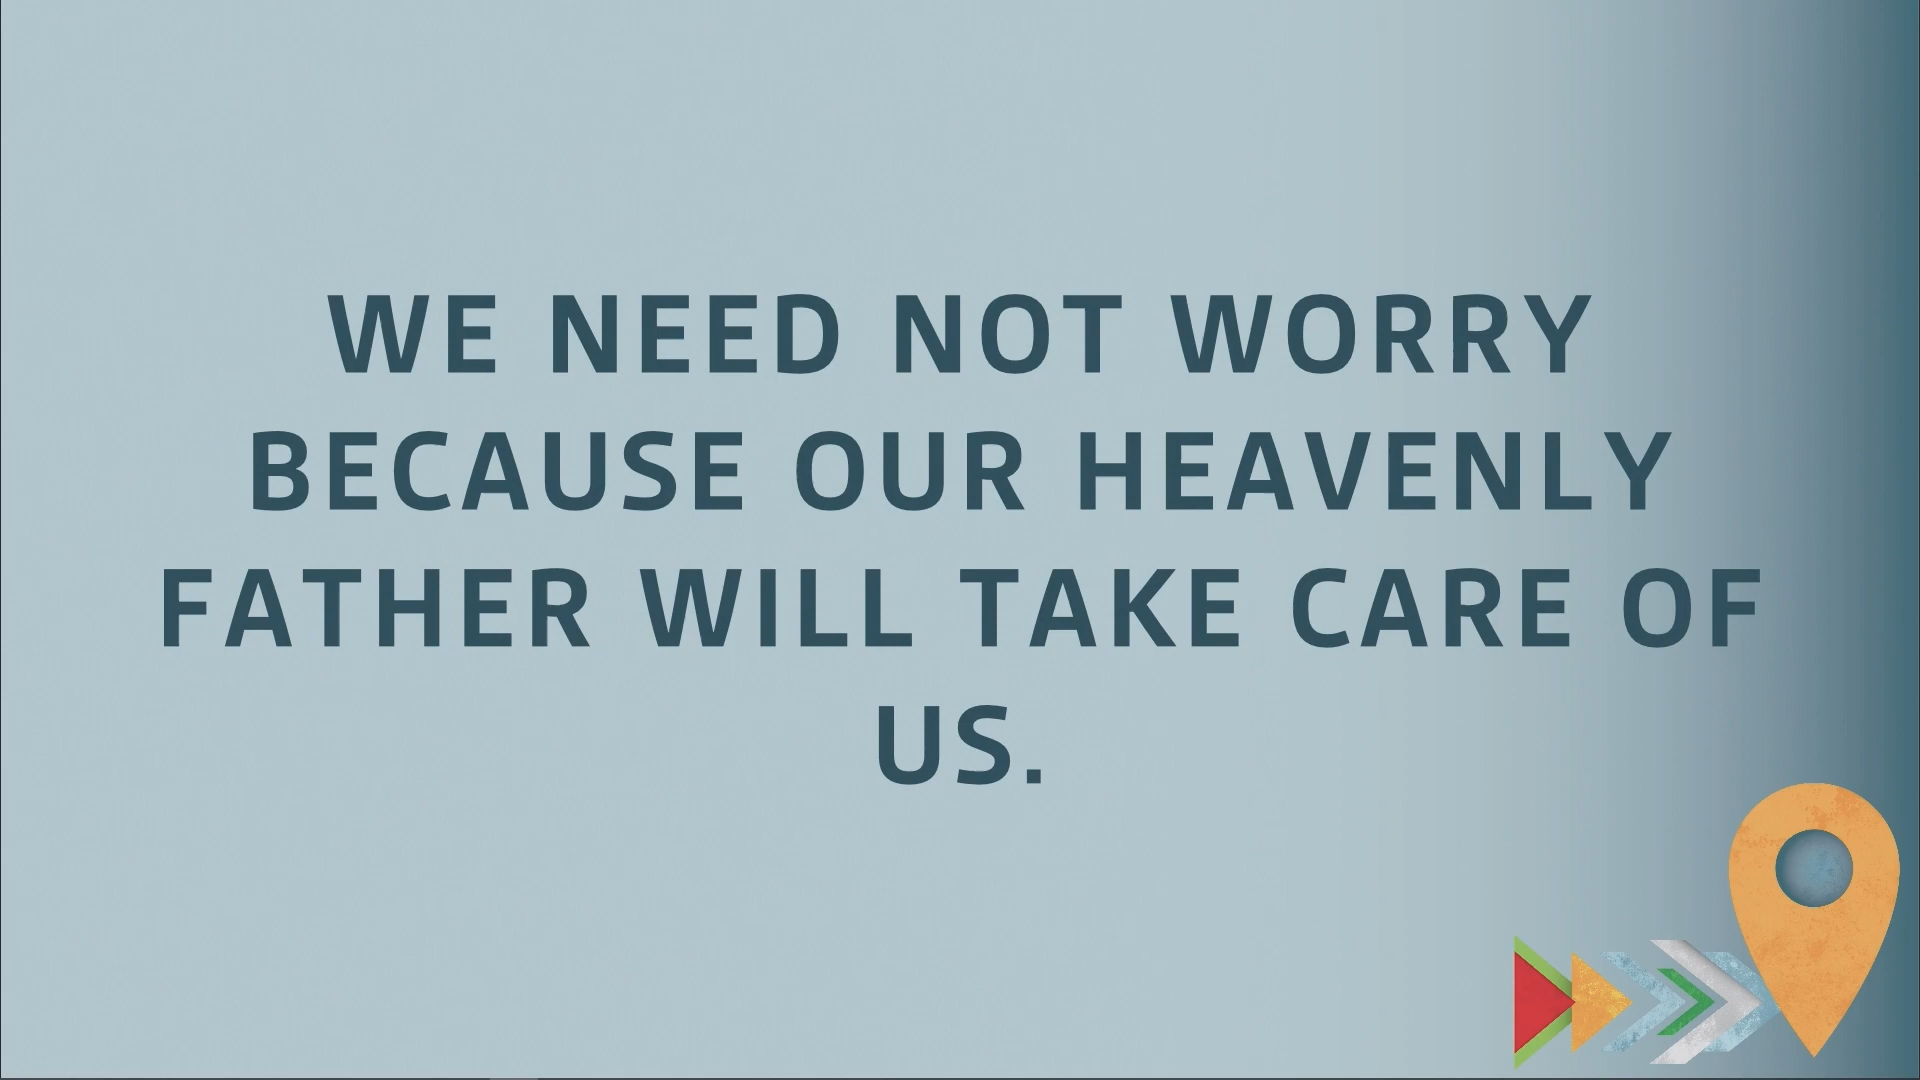 WE NEED NOT WORRY
BECAUSE OUR HEAVENLY
FATHER WILL TAKE CARE OF
US.